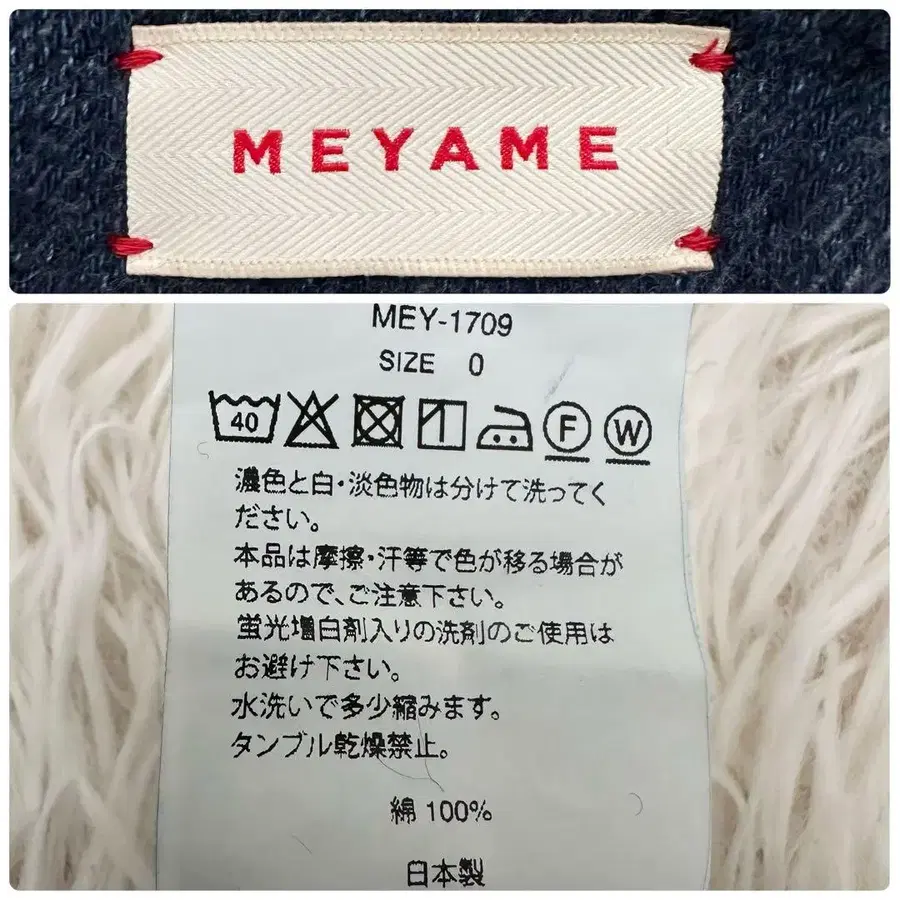 MEYAME
MEY-1709
SIZE 0
40 F W
濃色と白・淡色物は分けて洗ってく
ださい。
本品は摩擦・汗等で色が移る場合が
あるので、ご注意下さい。
蛍光増白剤入りの洗剤のご使用は
お避け下さい。
水洗いで多少縮みます。
タンブル乾燥禁止。
綿 100%
日本製